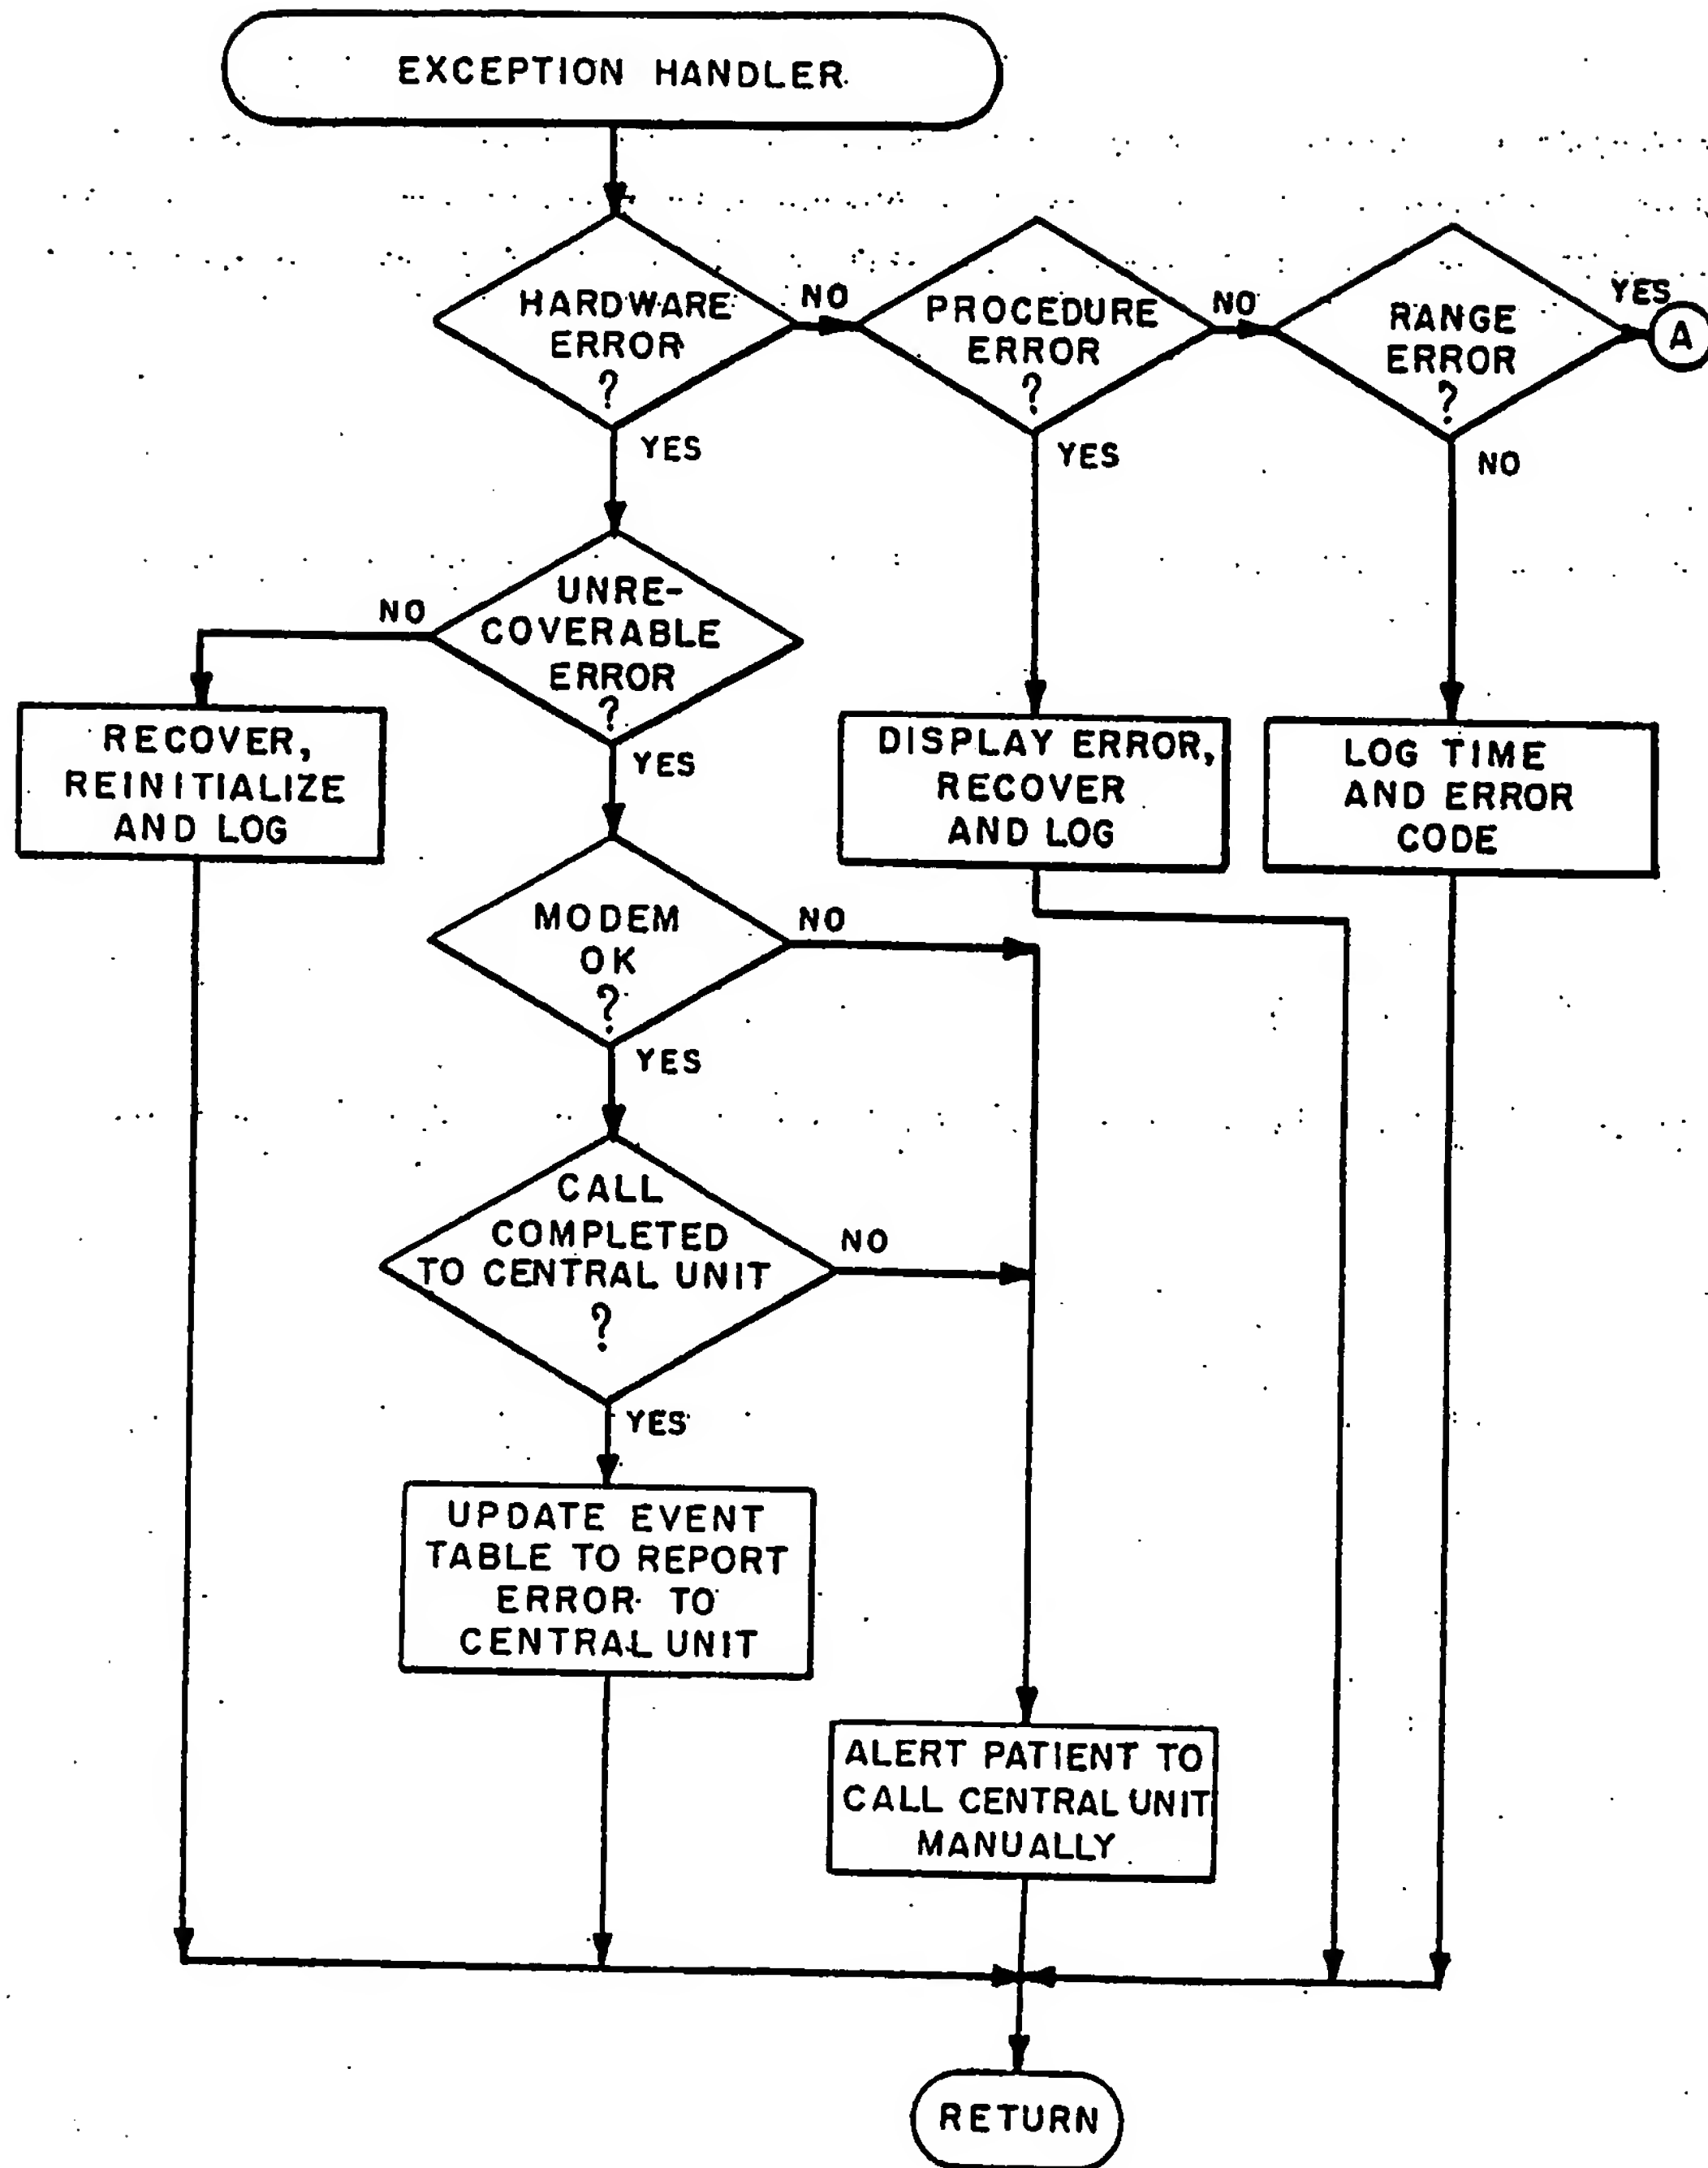 EXCEPTION HANDLER
HARDWARE
ERROR
?
NO
YES
PROCEDURE
ERROR
?
NO
YES
RANGE
ERROR
?
YES
A
NO
UNRE-
COVERABLE
ERROR
?
NO
YES
RECOVER,
REINITIALIZE
AND LOG
DISPLAY ERROR,
RECOVER
AND LOG
LOG TIME
AND ERROR
CODE
MODEM
OK
?
NO
YES
CALL
COMPLETED
TO CENTRAL UNIT
?
NO
YES
UPDATE EVENT
TABLE TO REPORT
ERROR TO
CENTRAL UNIT
ALERT PATIENT TO
CALL CENTRAL UNIT
MANUALLY
RETURN